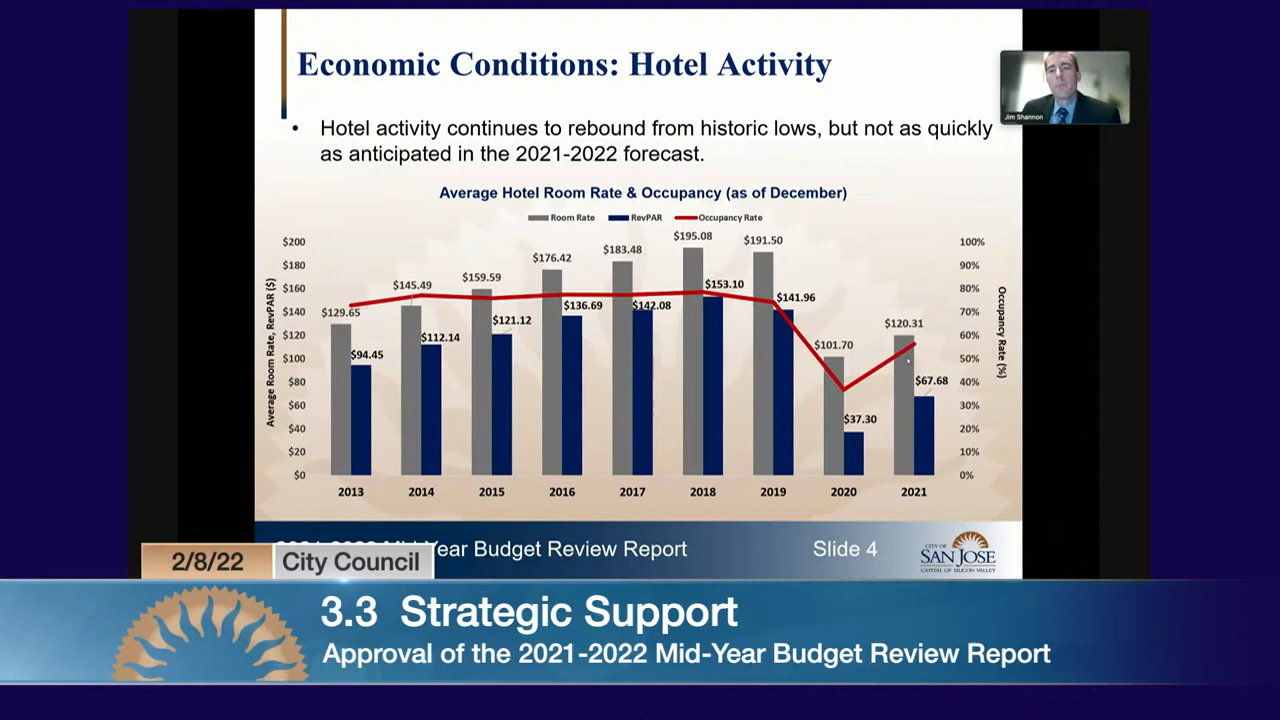 Economic Conditions: Hotel Activity
Jim Shannon
• Hotel activity continues to rebound from historic lows, but not as quickly
as anticipated in the 2021-2022 forecast.
Average Hotel Room Rate & Occupancy (as of December)
Room Rate RevPAR Occupancy Rate
Average Room Rate, RevPAR ($)
$200
$180
$160
$140
$120
$100
$80
$60
$40
$20
$0
$129.65
$145.49
$159.59
$176.42
$183.48
$195.08
$191.50
$101.70
$120.31
$94.45
$112.14
$121.12
$136.69
$142.08
$153.10
$141.96
$37.30
$67.68
100%
90%
80%
70%
60%
50%
40%
30%
20%
10%
0%
Occupancy Rate (%)
2013 2014 2015 2016 2017 2018 2019 2020 2021
Year Budget Review Report
Slide 4
CITY OF
SAN JOSE
CAPITAL OF SILICON VALLEY
2/8/22 City Council
3.3 Strategic Support
Approval of the 2021-2022 Mid-Year Budget Review Report